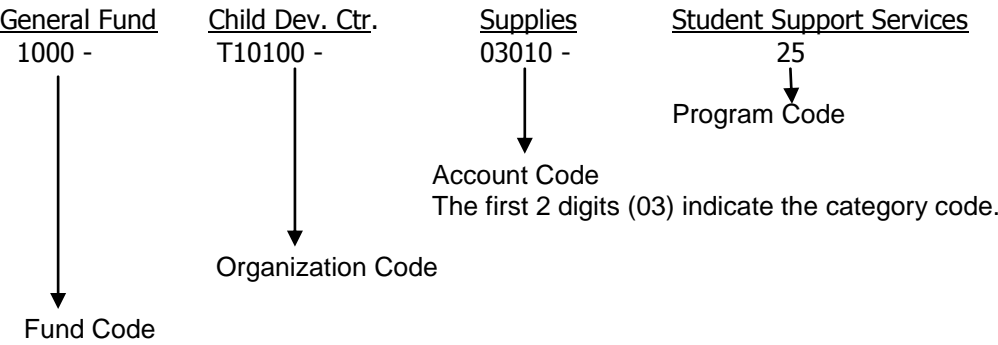 General Fund Child Dev. Ctr. Supplies Student Support Services
1000 - T10100 - 03010 - 25
Program Code
Account Code
The first 2 digits (03) indicate the category code.
Organization Code
Fund Code